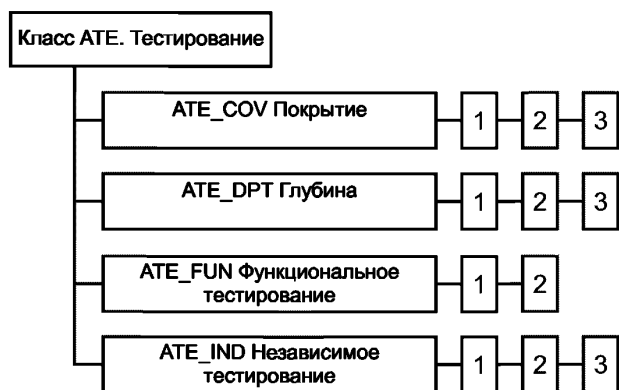 Класс ATE. Тестирование
ATE_COV Покрытие
1 2 3
ATE_DPT Глубина
1 2 3
ATE_FUN Функциональное
тестирование
1 2
ATE_IND Независимое
тестирование
1 2 3